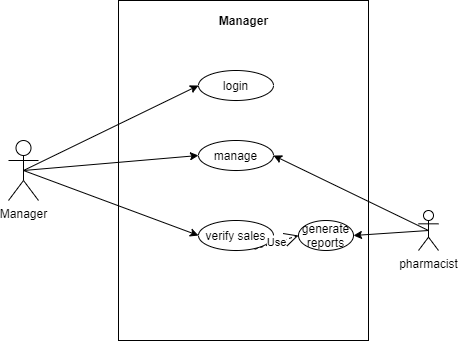 Manager
login
manage
Manager
verify sales
Use
generate
reports
pharmacist